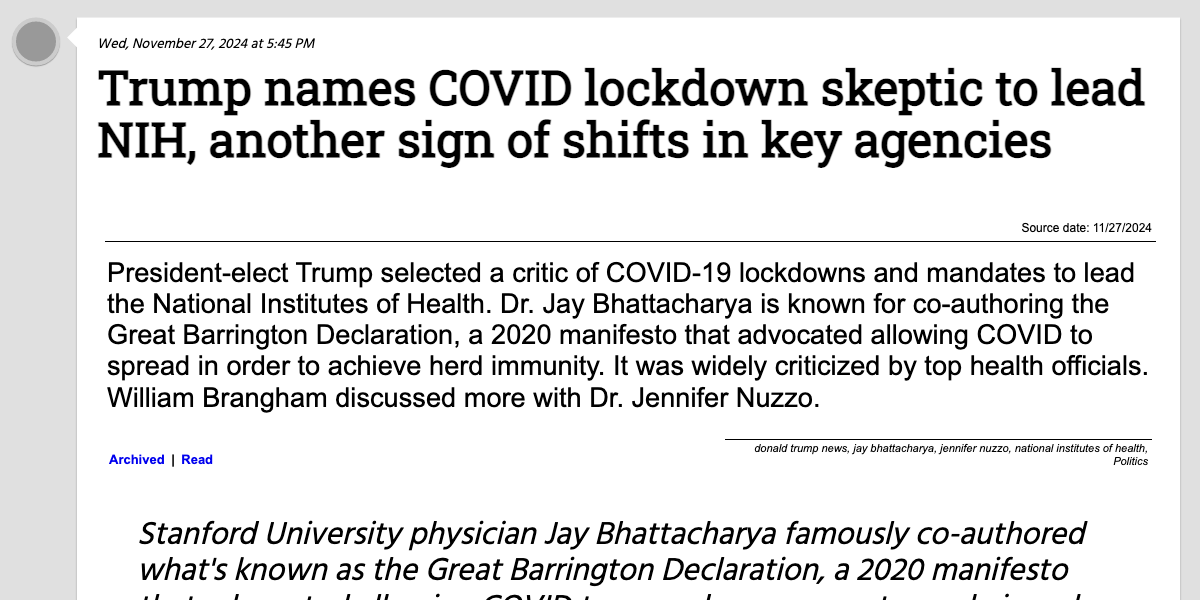 Wed, November 27, 2024 at 5:45 PM
Trump names COVID lockdown skeptic to lead
NIH, another sign of shifts in key agencies
Source date: 11/27/2024
President-elect Trump selected a critic of COVID-19 lockdowns and mandates to lead
the National Institutes of Health. Dr. Jay Bhattacharya is known for co-authoring the
Great Barrington Declaration, a 2020 manifesto that advocated allowing COVID to
spread in order to achieve herd immunity. It was widely criticized by top health officials.
William Brangham discussed more with Dr. Jennifer Nuzzo.
donald trump news, jay bhattacharya, jennifer nuzzo, national institutes of health,
Politics
Archived | Read
Stanford University physician Jay Bhattacharya famously co-authored
what's known as the Great Barrington Declaration, a 2020 manifesto